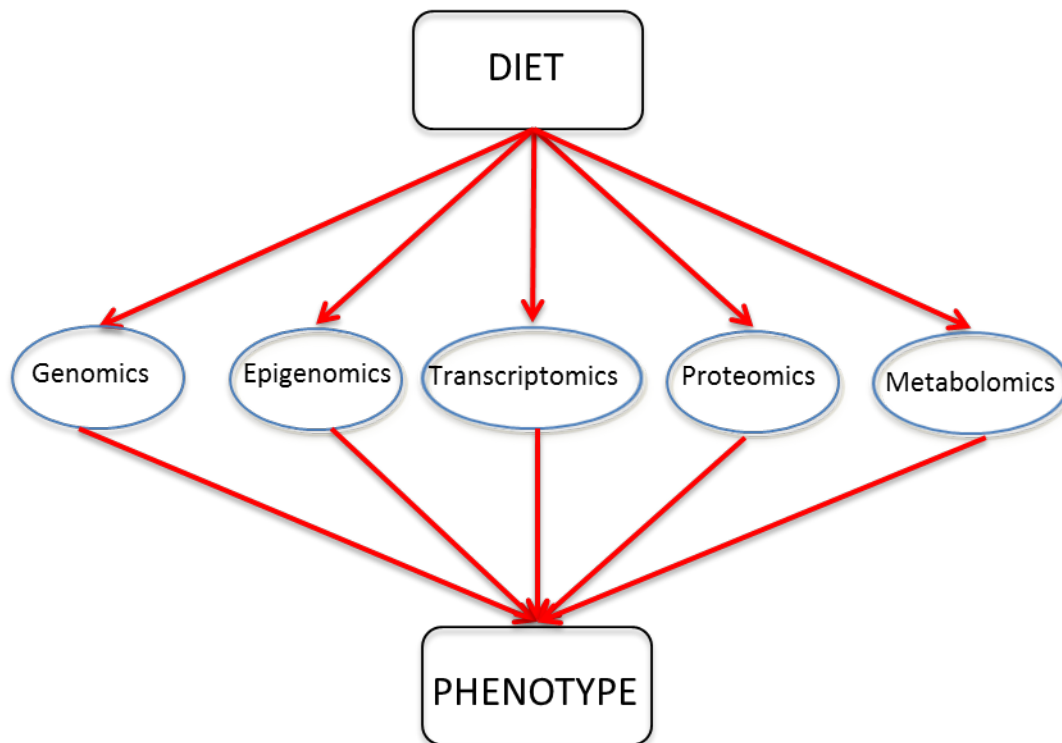 DIET
Genomics
Epigenomics
Transcriptomics
Proteomics
Metabolomics
PHENOTYPE